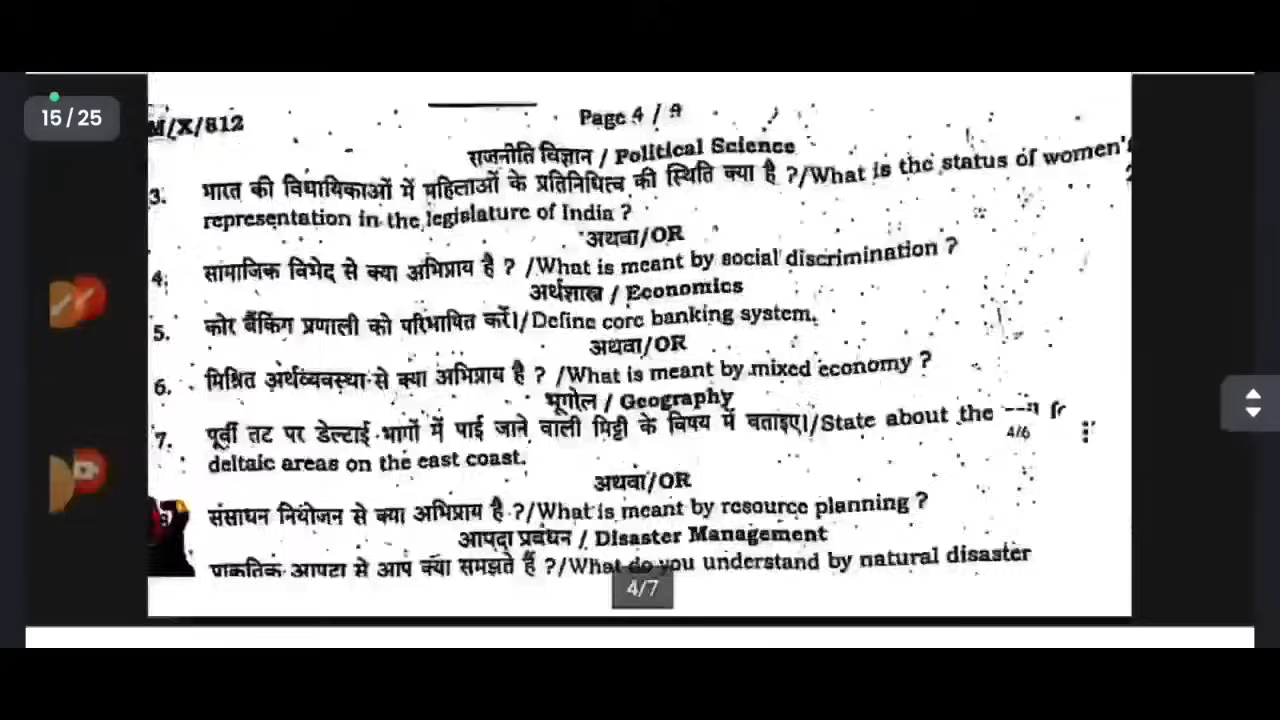 15/25
M/X/812
Page 4 / 9
राजनीति विज्ञान / Political Science
3. भारत की विधायिकाओं में महिलाओं के प्रतिनिधित्व की स्थिति क्या है ?/What is the status of women's
representation in the legislature of India ?
अथवा/OR
4. सामाजिक विभेद से क्या अभिप्राय है ? /What is meant by social discrimination ?
अर्थशास्त्र / Economics
5. कोर बैंकिंग प्रणाली को परिभाषित करें।/Define core banking system.
अथवा/OR
6. मिश्रित अर्थव्यवस्था से क्या अभिप्राय है ? /What is meant by mixed economy ?
भूगोल / Geography
7. पूर्वी तट पर डेल्टाई भागों में पाई जाने वाली मिट्टी के विषय में बताइए।/State about the
4/6
deltaic areas on the east coast.
अथवा/OR
संसाधन नियोजन से क्या अभिप्राय है ?/What is meant by resource planning ?
आपदा प्रबंधन / Disaster Management
प्राकृतिक आपदा से आप क्या समझते हैं ?/What do you understand by natural disaster
4/7